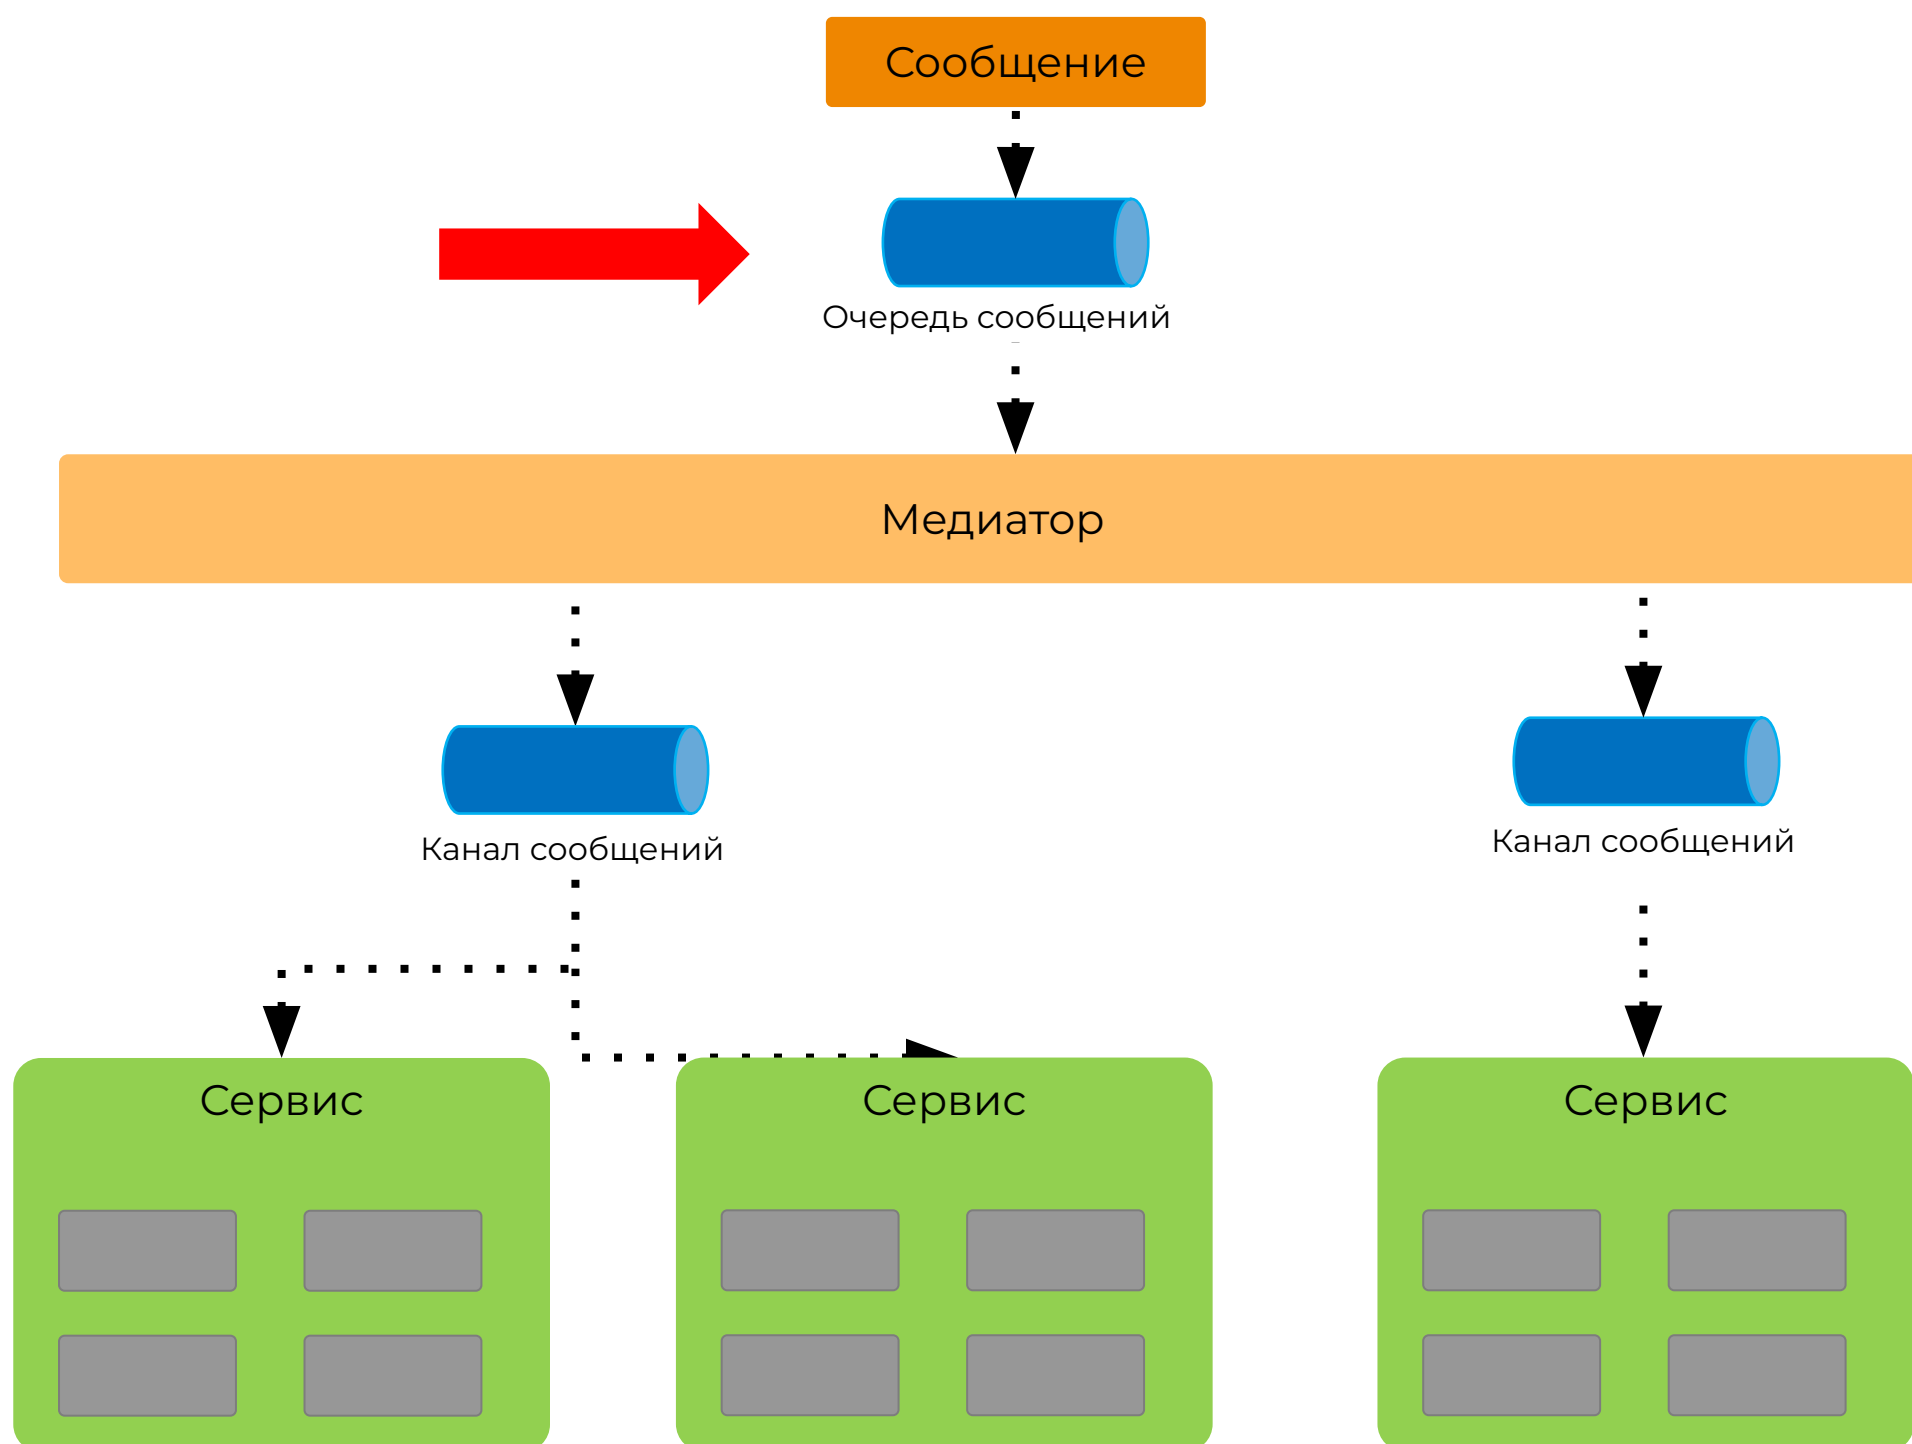 Сообщение
Очередь сообщений
Медиатор
Канал сообщений
Канал сообщений
Сервис
Сервис
Сервис